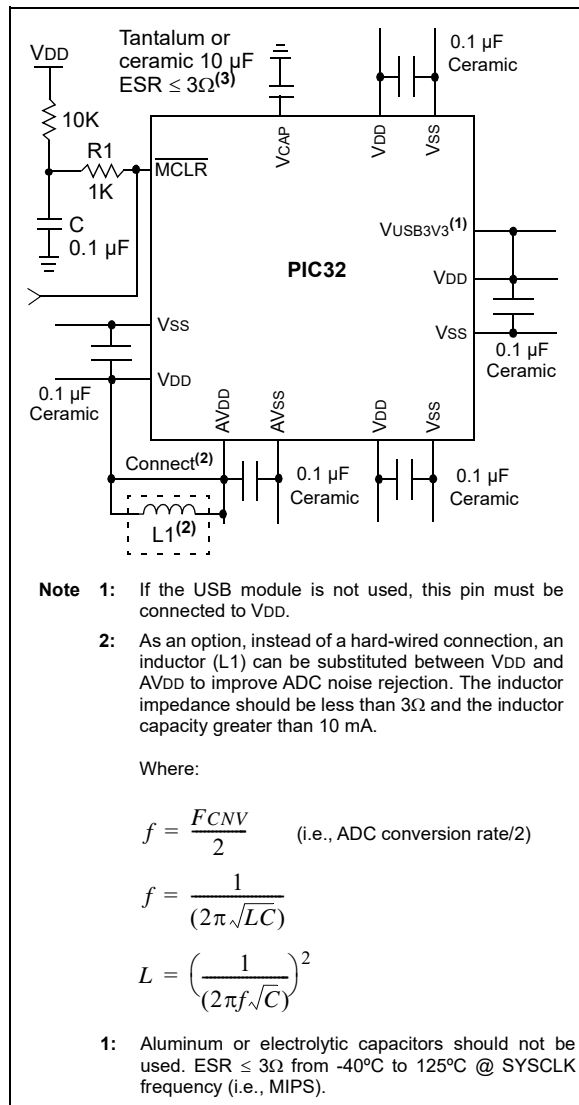 Tantalum or
ceramic 10 µF
ESR ≤ 3Ω(3)
0.1 µF
Ceramic
VDD
10K
R1
1K
MCLR
C
0.1 µF
VCAP
VDD
VSS
VUSB3V3(1)
PIC32
VDD
VSS
0.1 µF
Ceramic
VSS
VDD
0.1 µF
Ceramic
AVDD
AVSS
VDD
VSS
Connect(2)
0.1 µF
Ceramic
0.1 µF
Ceramic
L1(2)
Note 1: If the USB module is not used, this pin must be
connected to VDD.
2: As an option, instead of a hard-wired connection, an
inductor (L1) can be substituted between VDD and
AVDD to improve ADC noise rejection. The inductor
impedance should be less than 3Ω and the inductor
capacity greater than 10 mA.
Where:
f = FCNV / 2 (i.e., ADC conversion rate/2)
f = 1 / (2π√LC)
L = (1 / (2πf√C))²
1: Aluminum or electrolytic capacitors should not be
used. ESR ≤ 3Ω from -40ºC to 125ºC @ SYSCLK
frequency (i.e., MIPS).